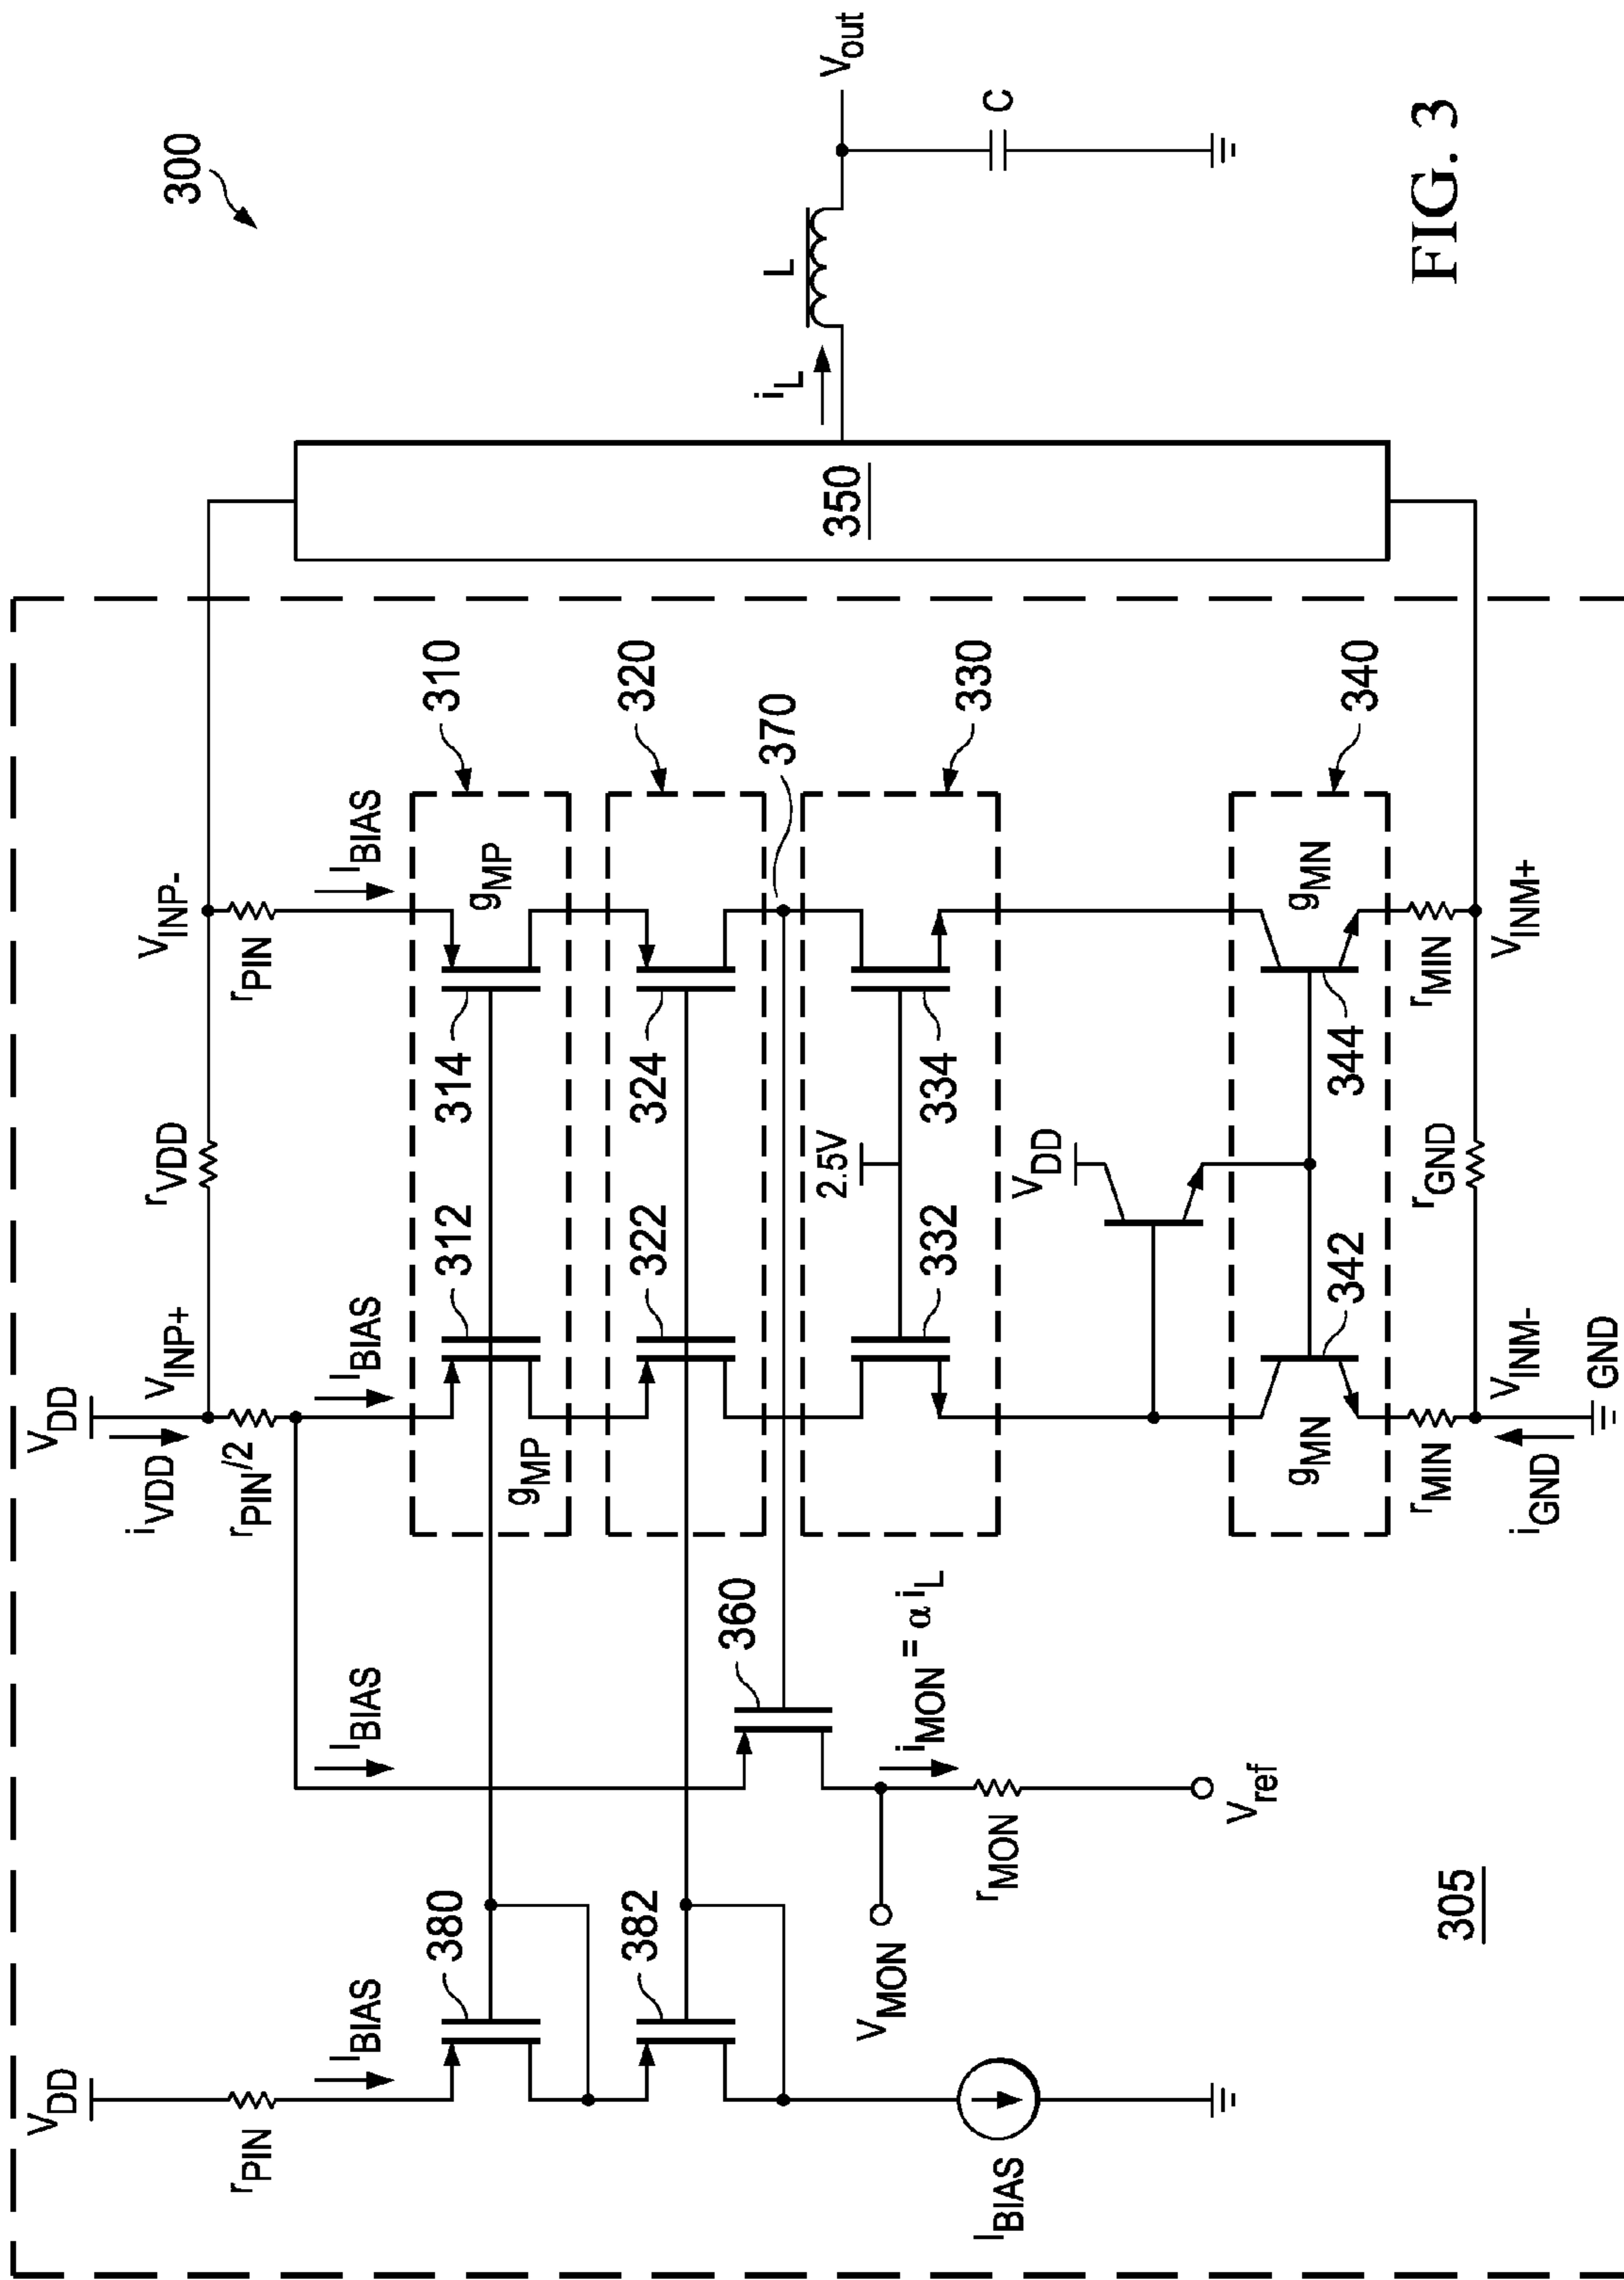 300
V_DD
V_DD
i_VDD
V_INP+
r_VDD
V_INP-
r_PIN
r_PIN/2
r_PIN
I_BIAS
I_BIAS
I_BIAS
I_BIAS
380
312
314
310
g_MP
g_MP
382
322
324
320
360
370
V_MON
i_MON = α i_L
r_MON
V_ref
2.5V
332
334
330
I_BIAS
V_DD
g_MN
342
344
g_MN
340
r_MIN
r_GND
r_MIN
i_GND
V_INM-
V_INM+
GND
305
350
i_L
L
V_out
C
FIG. 3